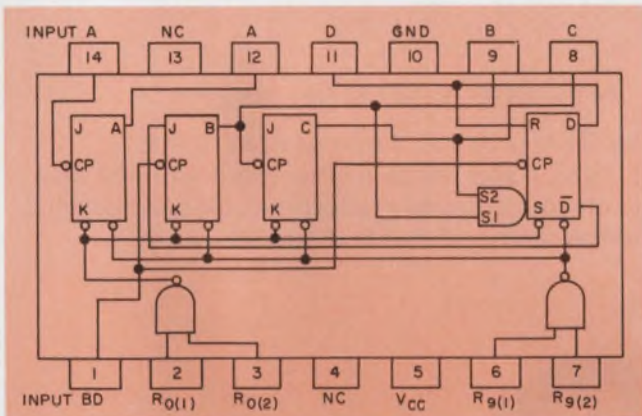 INPUT A NC A D GND B C
14 13 12 11 10 9 8
J A J B J C R D
CP CP CP CP
S2
S1
K K K S D̅
1 2 3 4 5 6 7
INPUT BD R0(1) R0(2) NC VCC R9(1) R9(2)